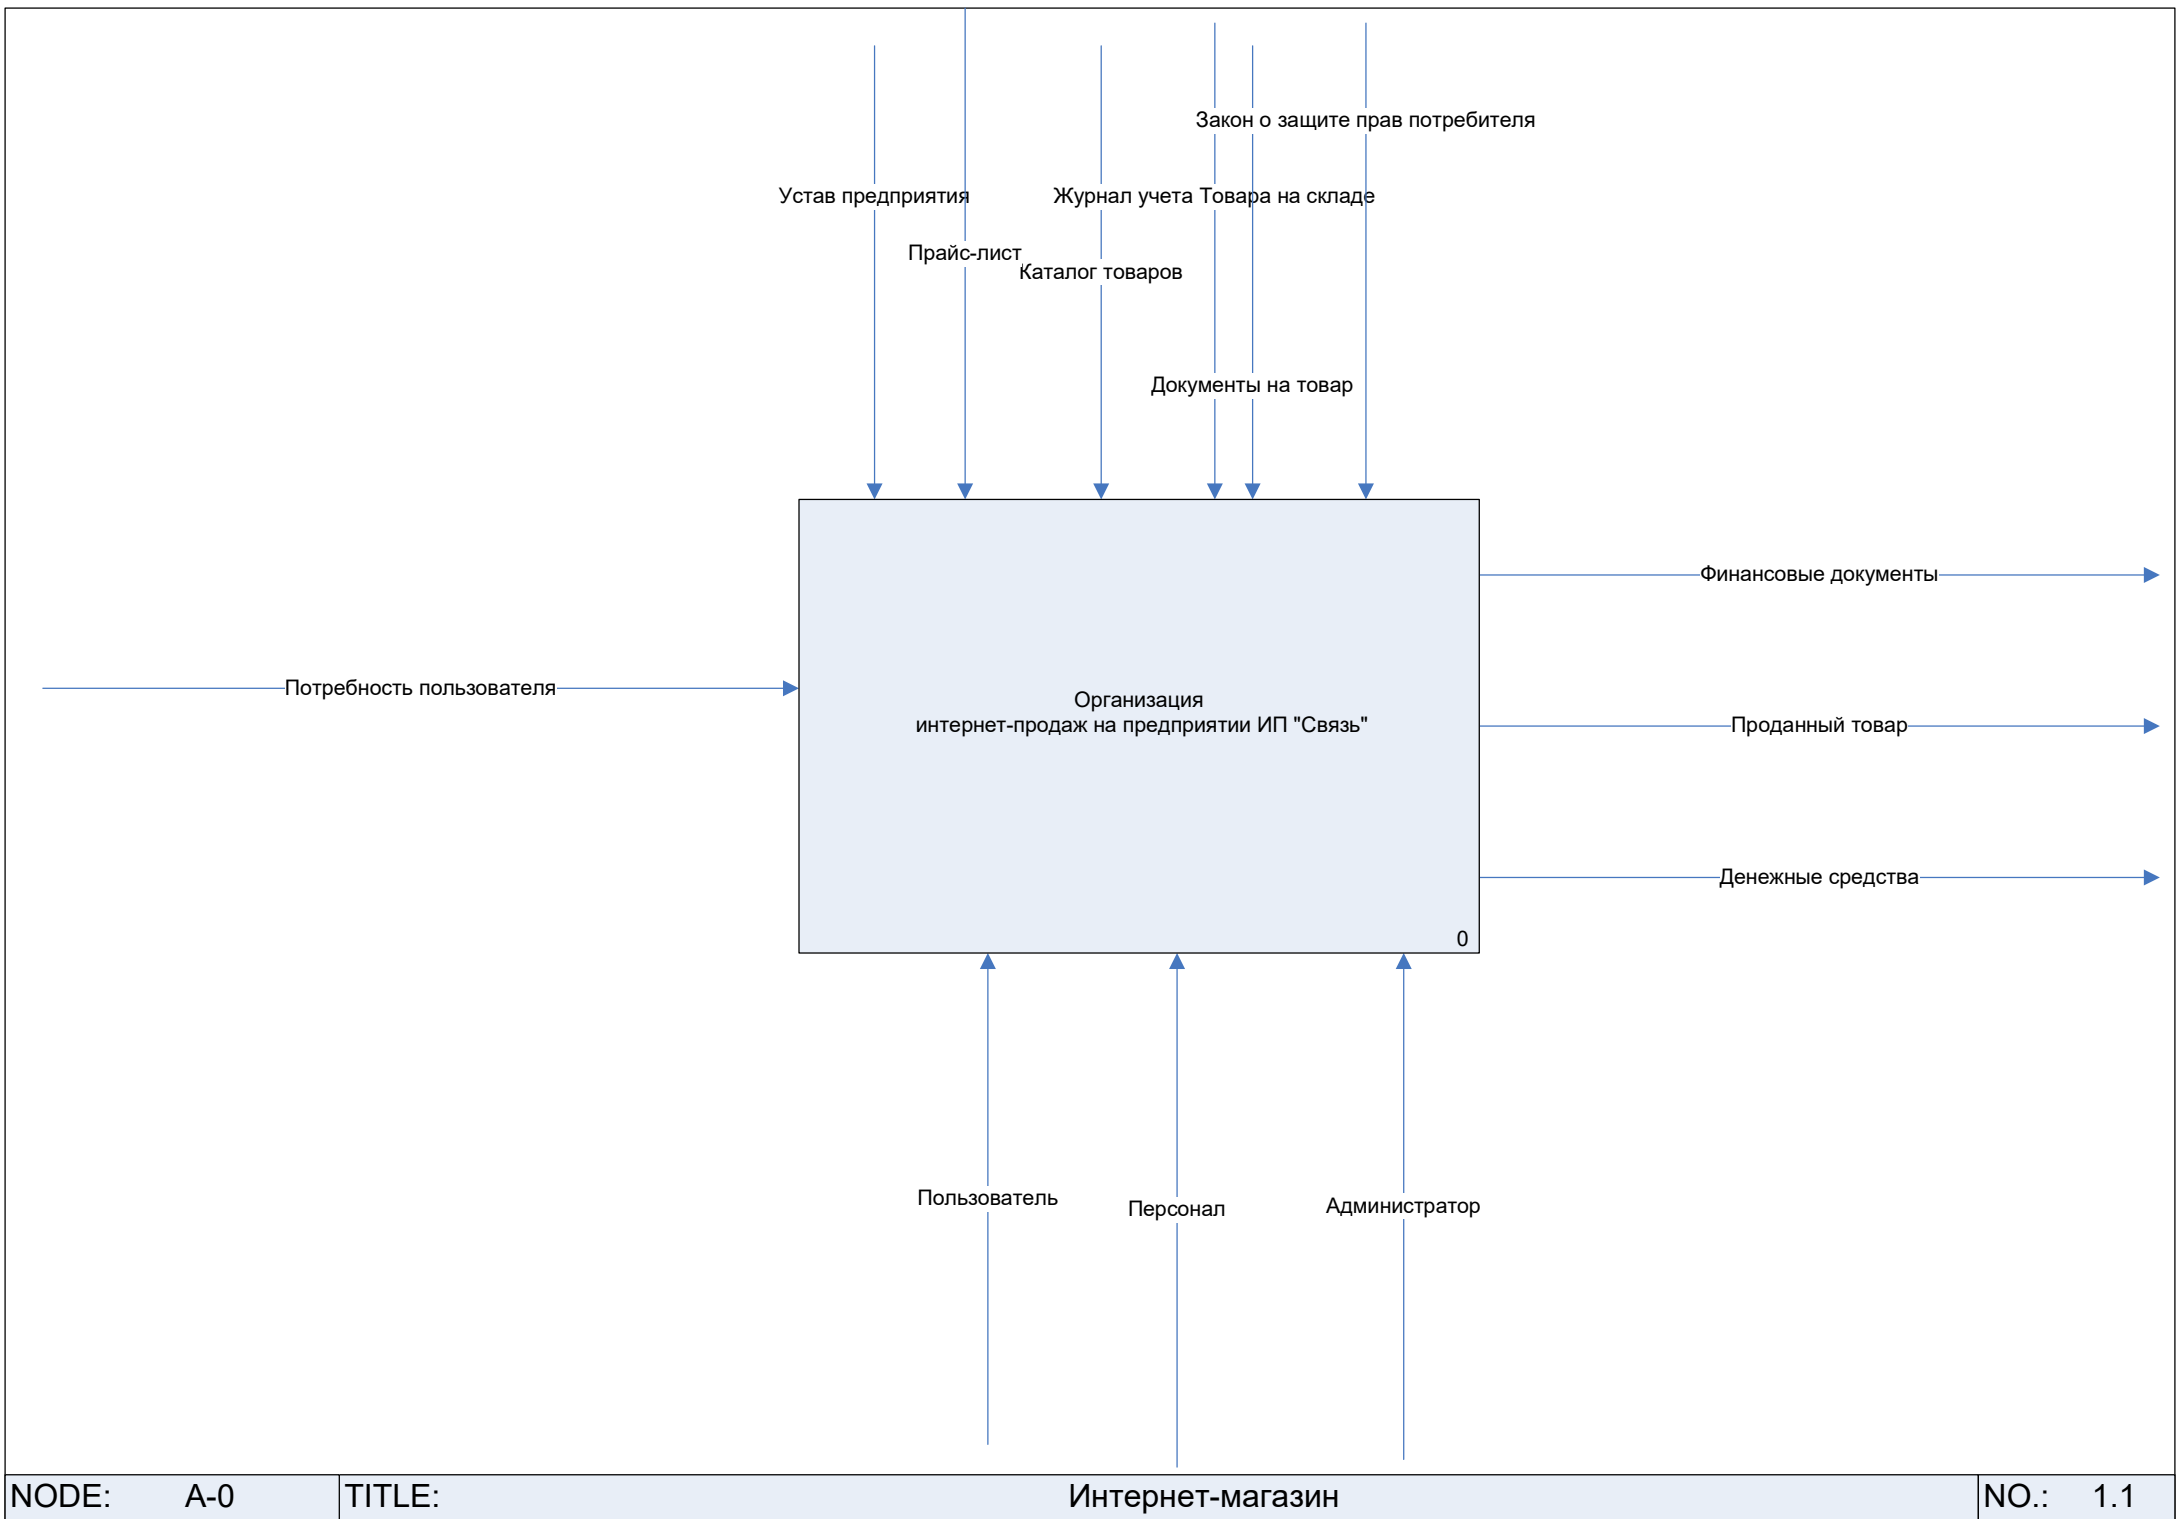 Закон о защите прав потребителя
Устав предприятия
Журнал учета Товара на складе
Прайс-лист
Каталог товаров
Документы на товар
Финансовые документы
Потребность пользователя
Организация
интернет-продаж на предприятии ИП "Связь"
Проданный товар
Денежные средства
0
Пользователь
Персонал
Администратор
NODE: A-0 TITLE: Интернет-магазин NO.: 1.1